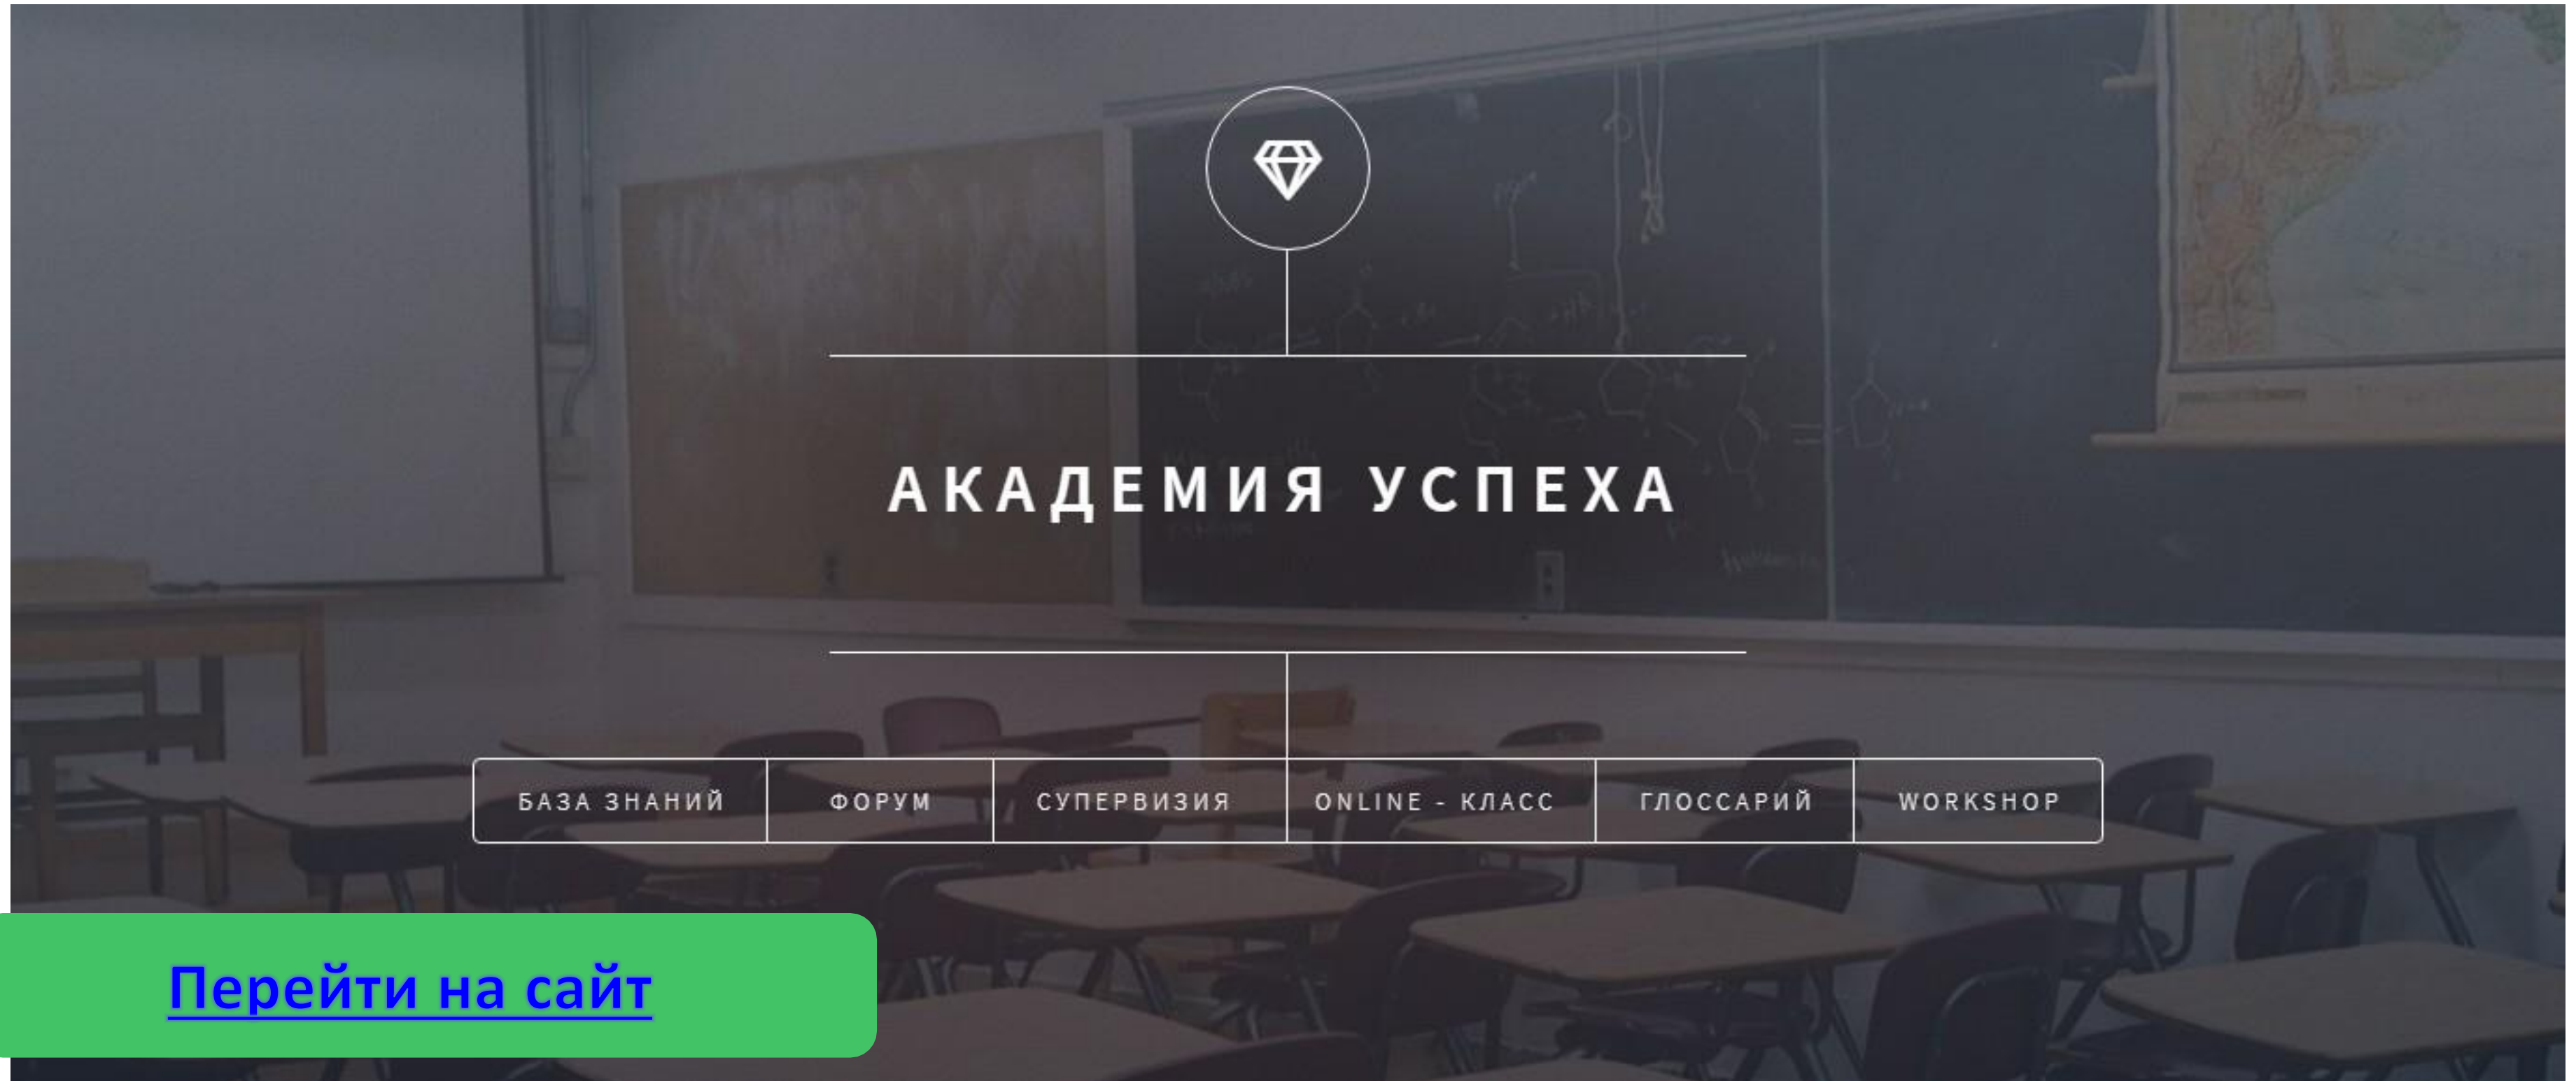 АКАДЕМИЯ УСПЕХА
БАЗА ЗНАНИЙ ФОРУМ СУПЕРВИЗИЯ ONLINE - КЛАСС ГЛОССАРИЙ WORKSHOP
Перейти на сайт